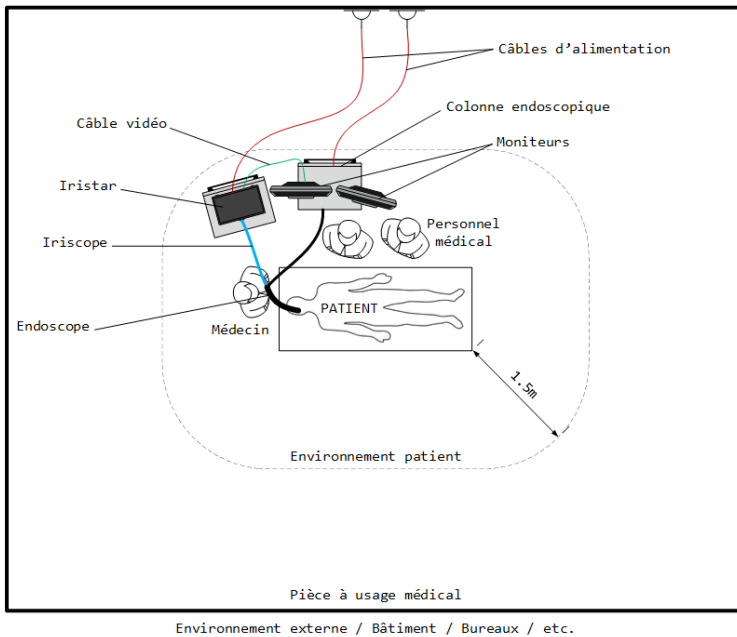 Câbles d’alimentation
Colonne endoscopique
Câble vidéo
Moniteurs
Iristar
Personnel
médical
Iriscope
PATIENT
Endoscope
Médecin
1.5m
Environnement patient
Pièce à usage médical
Environnement externe / Bâtiment / Bureaux / etc.